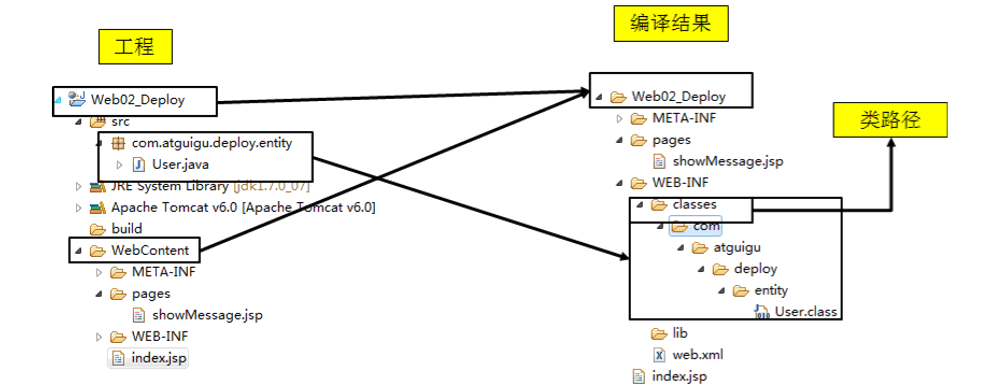 工程
Web02_Deploy
src
com.atguigu.deploy.entity
User.java
JRE System Library [jdk1.7.0_07]
Apache Tomcat v6.0 [Apache Tomcat v6.0]
build
WebContent
META-INF
pages
showMessage.jsp
WEB-INF
index.jsp
编译结果
Web02_Deploy
META-INF
pages
showMessage.jsp
WEB-INF
classes
com
atguigu
deploy
entity
User.class
lib
web.xml
index.jsp
类路径